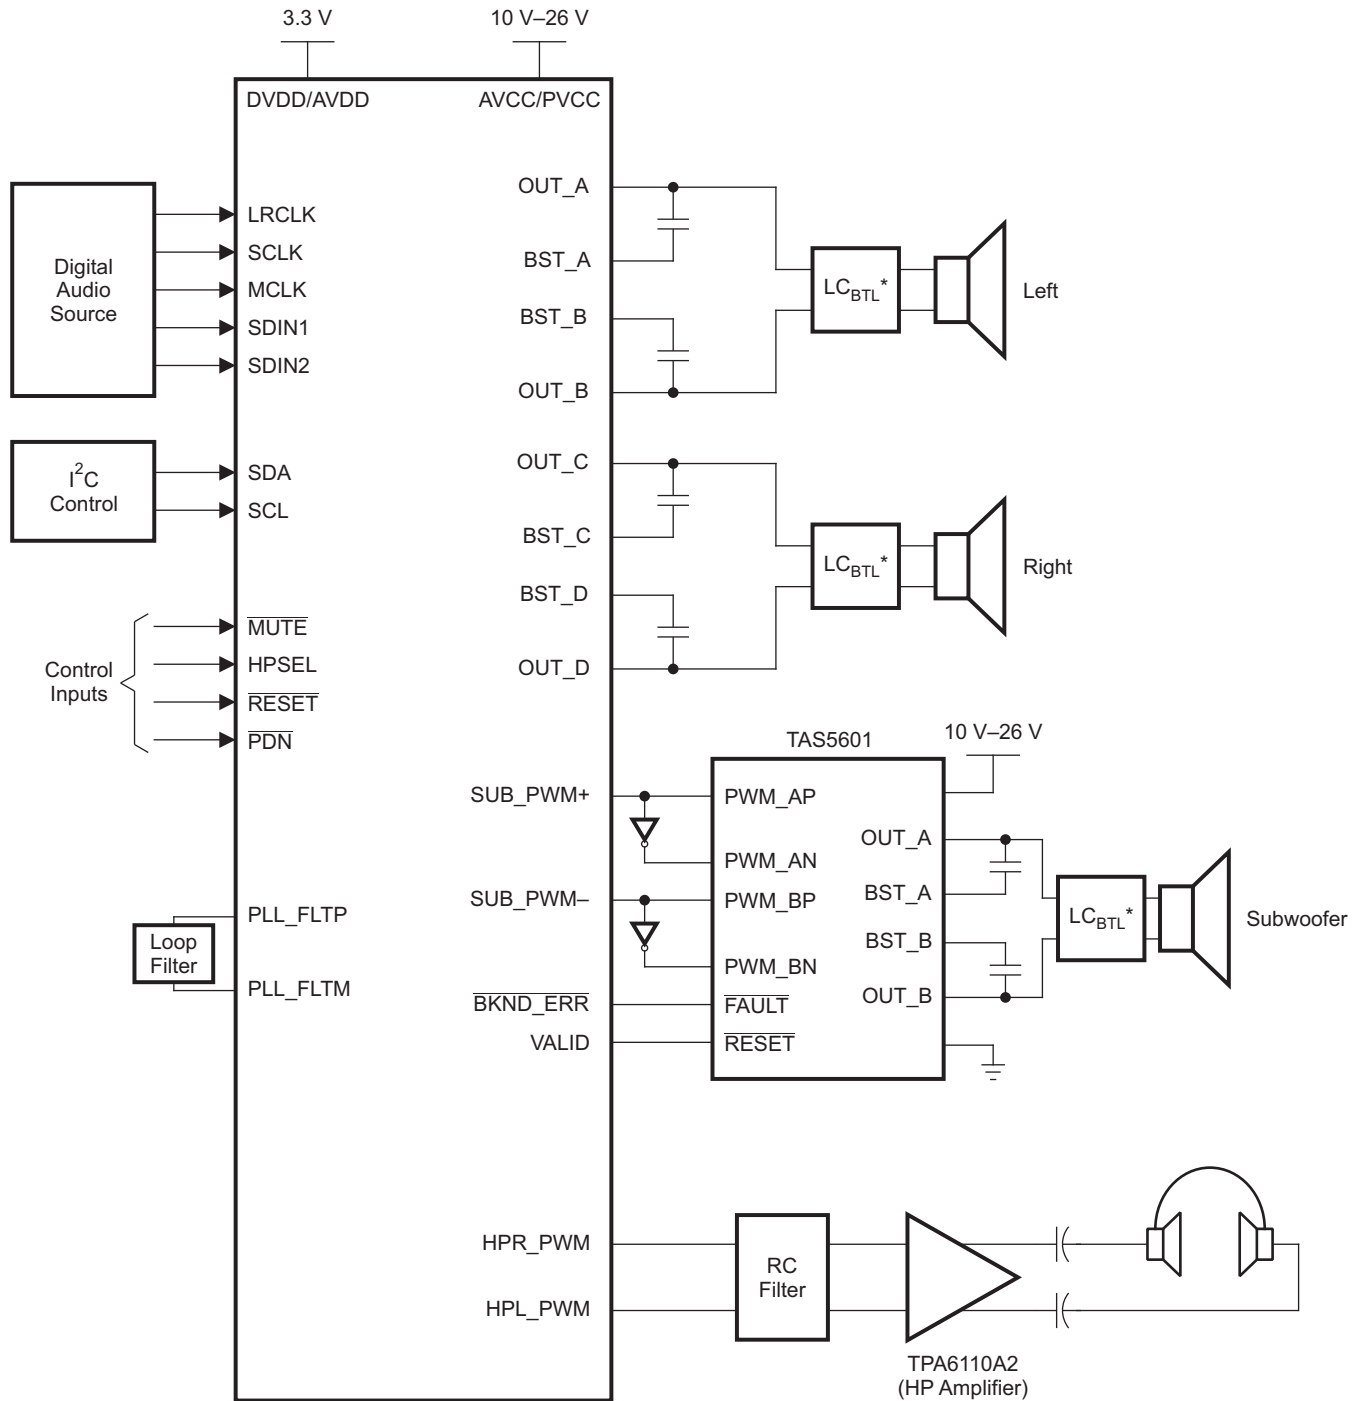 3.3 V
10 V–26 V
DVDD/AVDD
AVCC/PVCC
Digital
Audio
Source
LRCLK
SCLK
MCLK
SDIN1
SDIN2
I²C
Control
SDA
SCL
Control
Inputs
MUTE
HPSEL
RESET
PDN
Loop
Filter
PLL_FLTP
PLL_FLTM
OUT_A
BST_A
BST_B
OUT_B
LCBTL*
Left
OUT_C
BST_C
BST_D
OUT_D
LCBTL*
Right
SUB_PWM+
SUB_PWM–
BKND_ERR
VALID
TAS5601
10 V–26 V
PWM_AP
PWM_AN
PWM_BP
PWM_BN
FAULT
RESET
OUT_A
BST_A
BST_B
OUT_B
LCBTL*
Subwoofer
HPR_PWM
HPL_PWM
RC
Filter
TPA6110A2
(HP Amplifier)